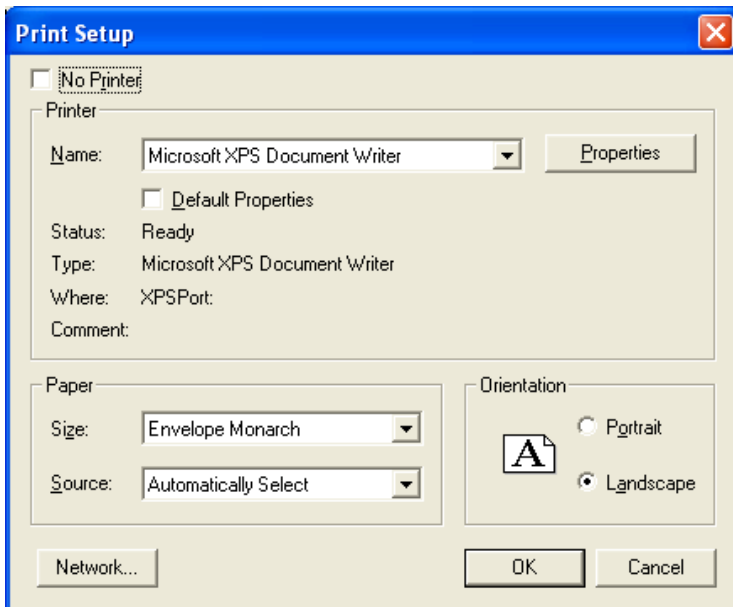 Print Setup
No Printer
Printer
Name: Microsoft XPS Document Writer Properties
Default Properties
Status: Ready
Type: Microsoft XPS Document Writer
Where: XPSPort:
Comment:
Paper
Size: Envelope Monarch
Source: Automatically Select
Orientation
A
Portrait
Landscape
Network... OK Cancel